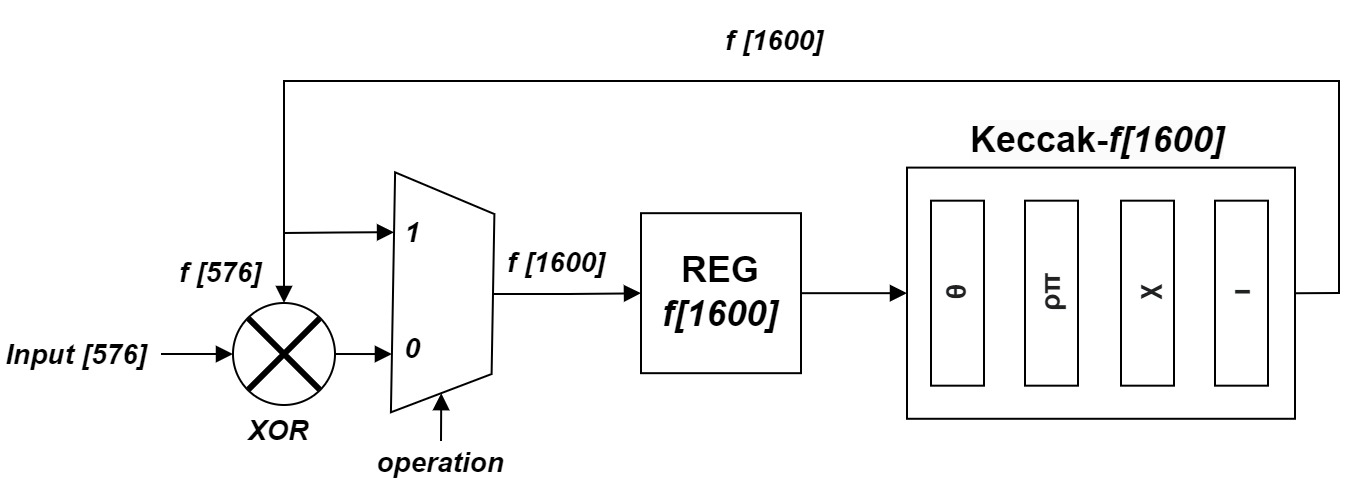 f [1600]
Keccak-f[1600]
1
f [576]
f [1600]
REG
f[1600]
θ
ρπ
χ
ι
Input [576]
0
XOR
operation